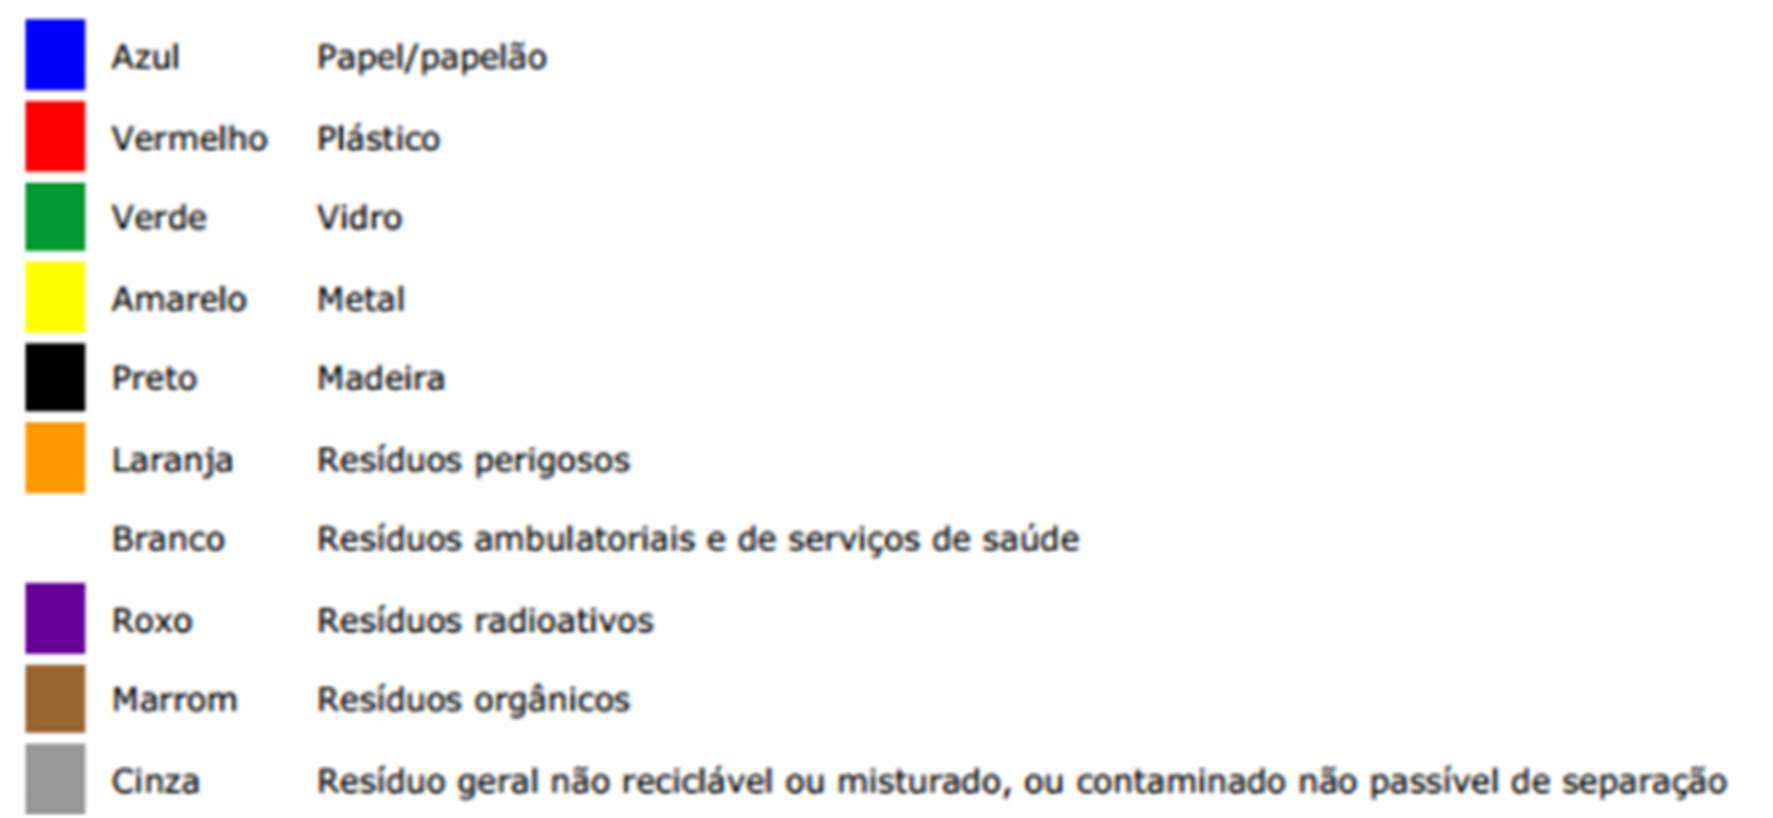 Azul Papel/papelão
Vermelho Plástico
Verde Vidro
Amarelo Metal
Preto Madeira
Laranja Resíduos perigosos
Branco Resíduos ambulatoriais e de serviços de saúde
Roxo Resíduos radioativos
Marrom Resíduos orgânicos
Cinza Resíduo geral não reciclável ou misturado, ou contaminado não passível de separação